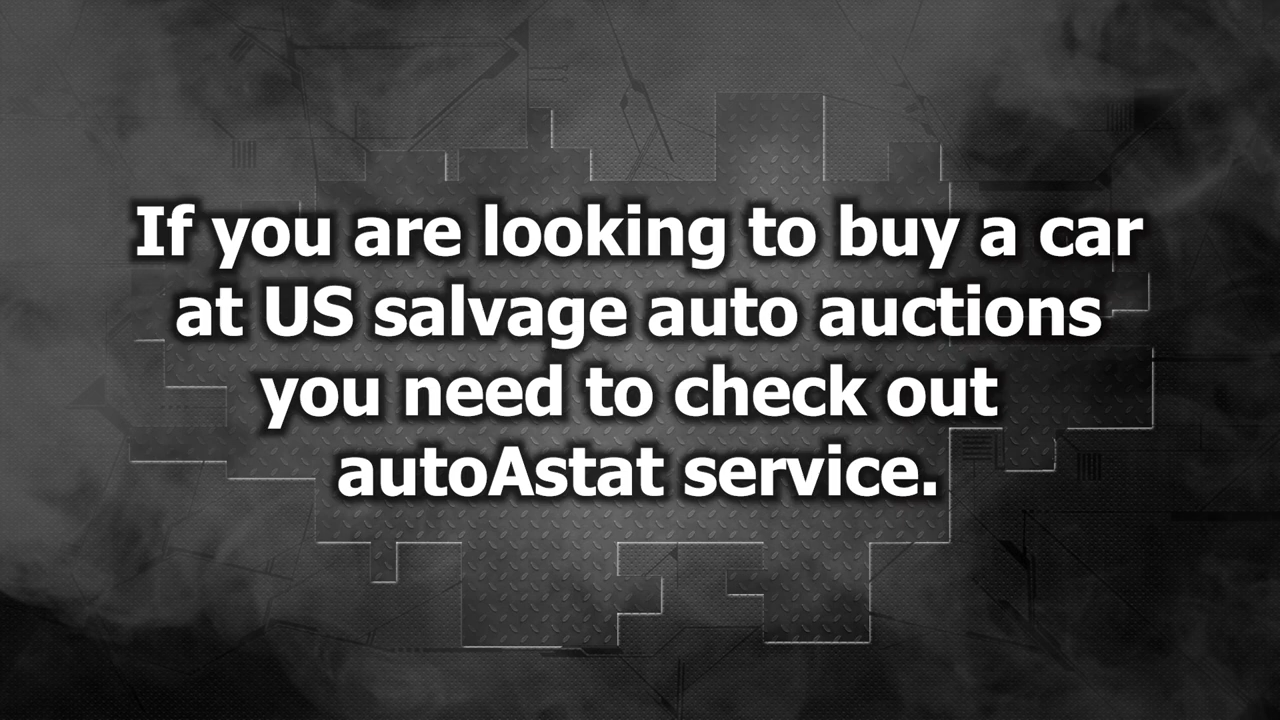 If you are looking to buy a car
at US salvage auto auctions
you need to check out
autoAstat service.